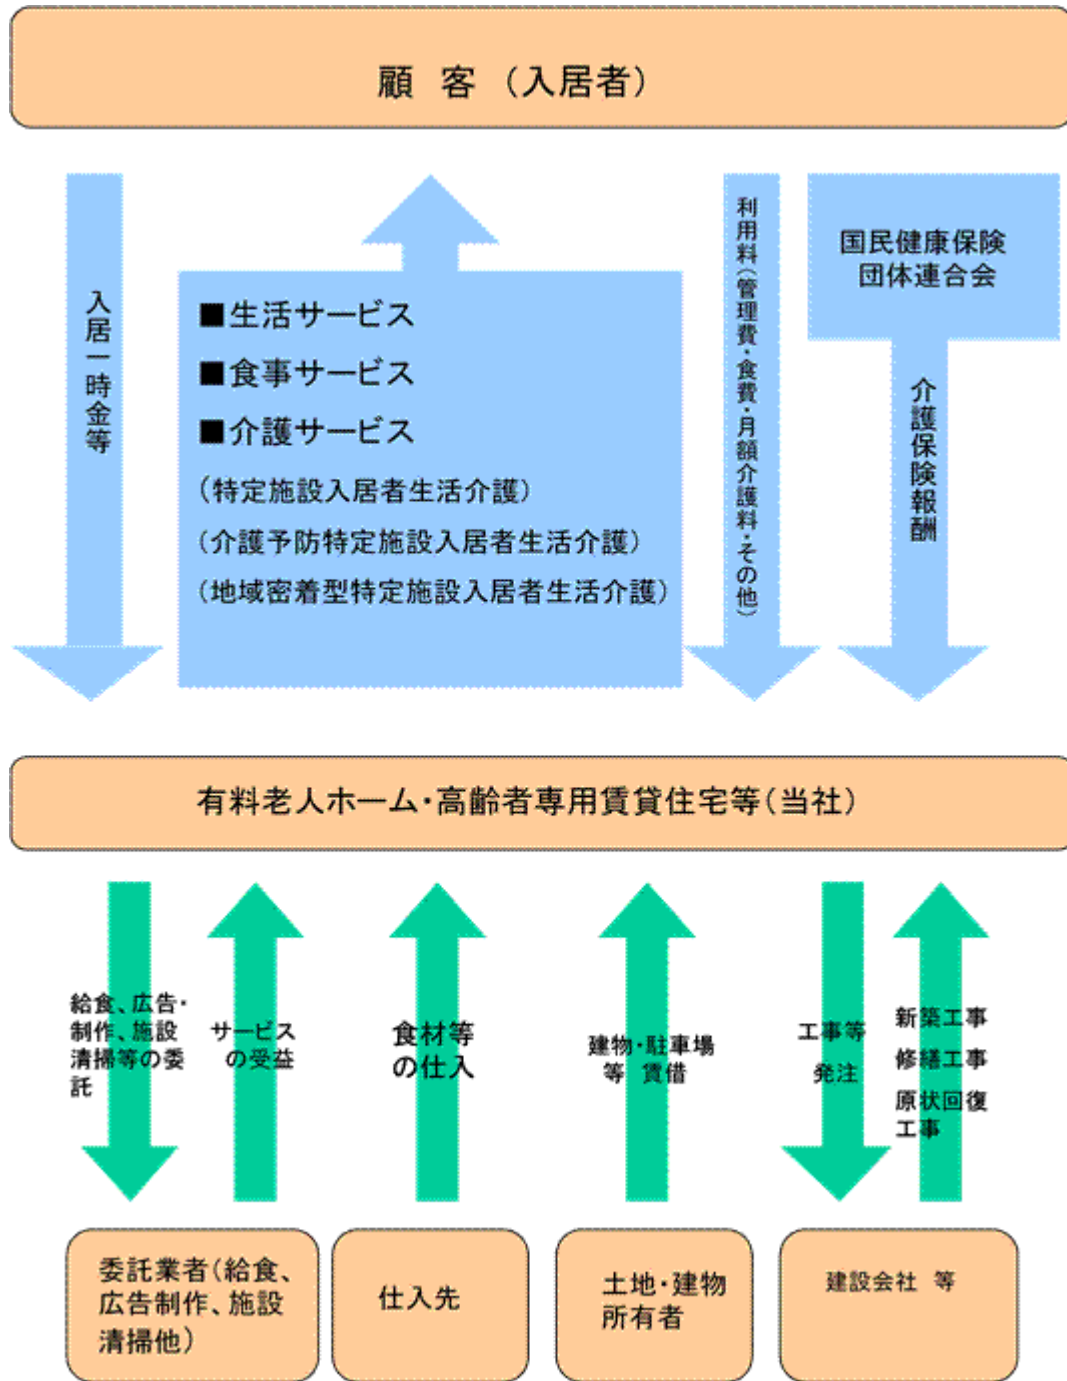 顧 客 （入居者）
入居一時金等
■生活サービス
■食事サービス
■介護サービス
（特定施設入居者生活介護）
（介護予防特定施設入居者生活介護）
（地域密着型特定施設入居者生活介護）
利用料（管理費・食費・月額介護料・その他）
国民健康保険
団体連合会
介護保険報酬
有料老人ホーム・高齢者専用賃貸住宅等（当社）
給食、広告・
制作、施設
清掃等の委
託
サービス
の受益
食材等
の仕入
建物・駐車場
等 賃借
工事等
発注
新築工事
修繕工事
原状回復
工事
委託業者（給食、
広告制作、施設
清掃他）
仕入先
土地・建物
所有者
建設会社 等